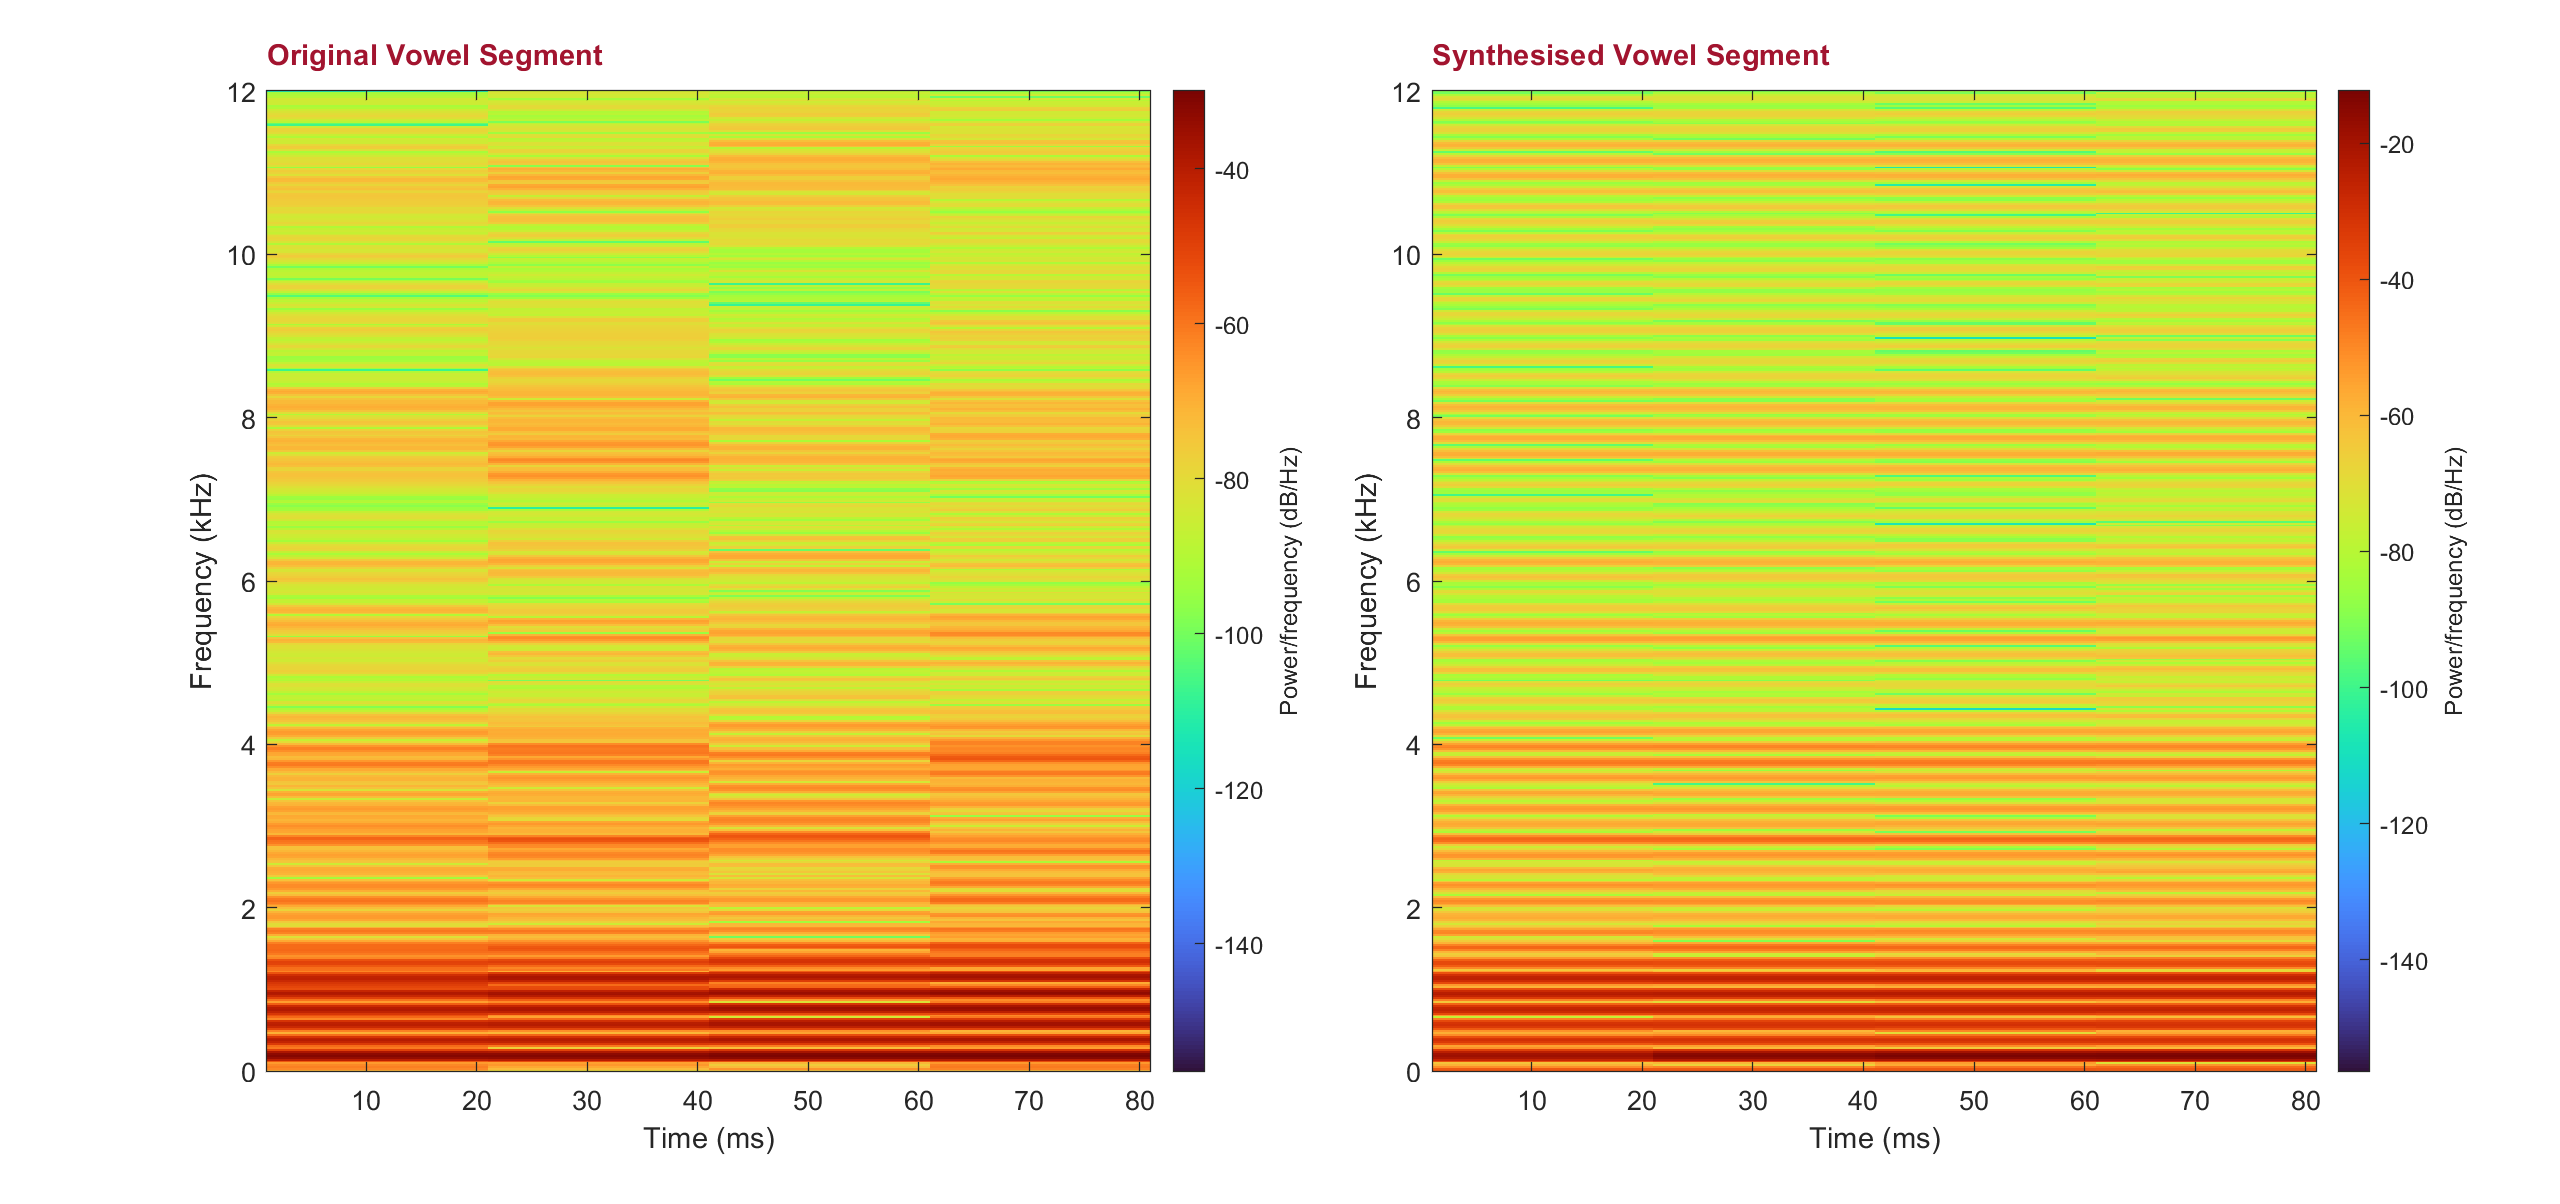 Original Vowel Segment
12
10
8
6
4
2
0
10 20 30 40 50 60 70 80
Time (ms)
Frequency (kHz)
-40
-60
-80
-100
-120
-140
Power/frequency (dB/Hz)
Synthesised Vowel Segment
12
10
8
6
4
2
0
10 20 30 40 50 60 70 80
Time (ms)
Frequency (kHz)
-20
-40
-60
-80
-100
-120
-140
Power/frequency (dB/Hz)